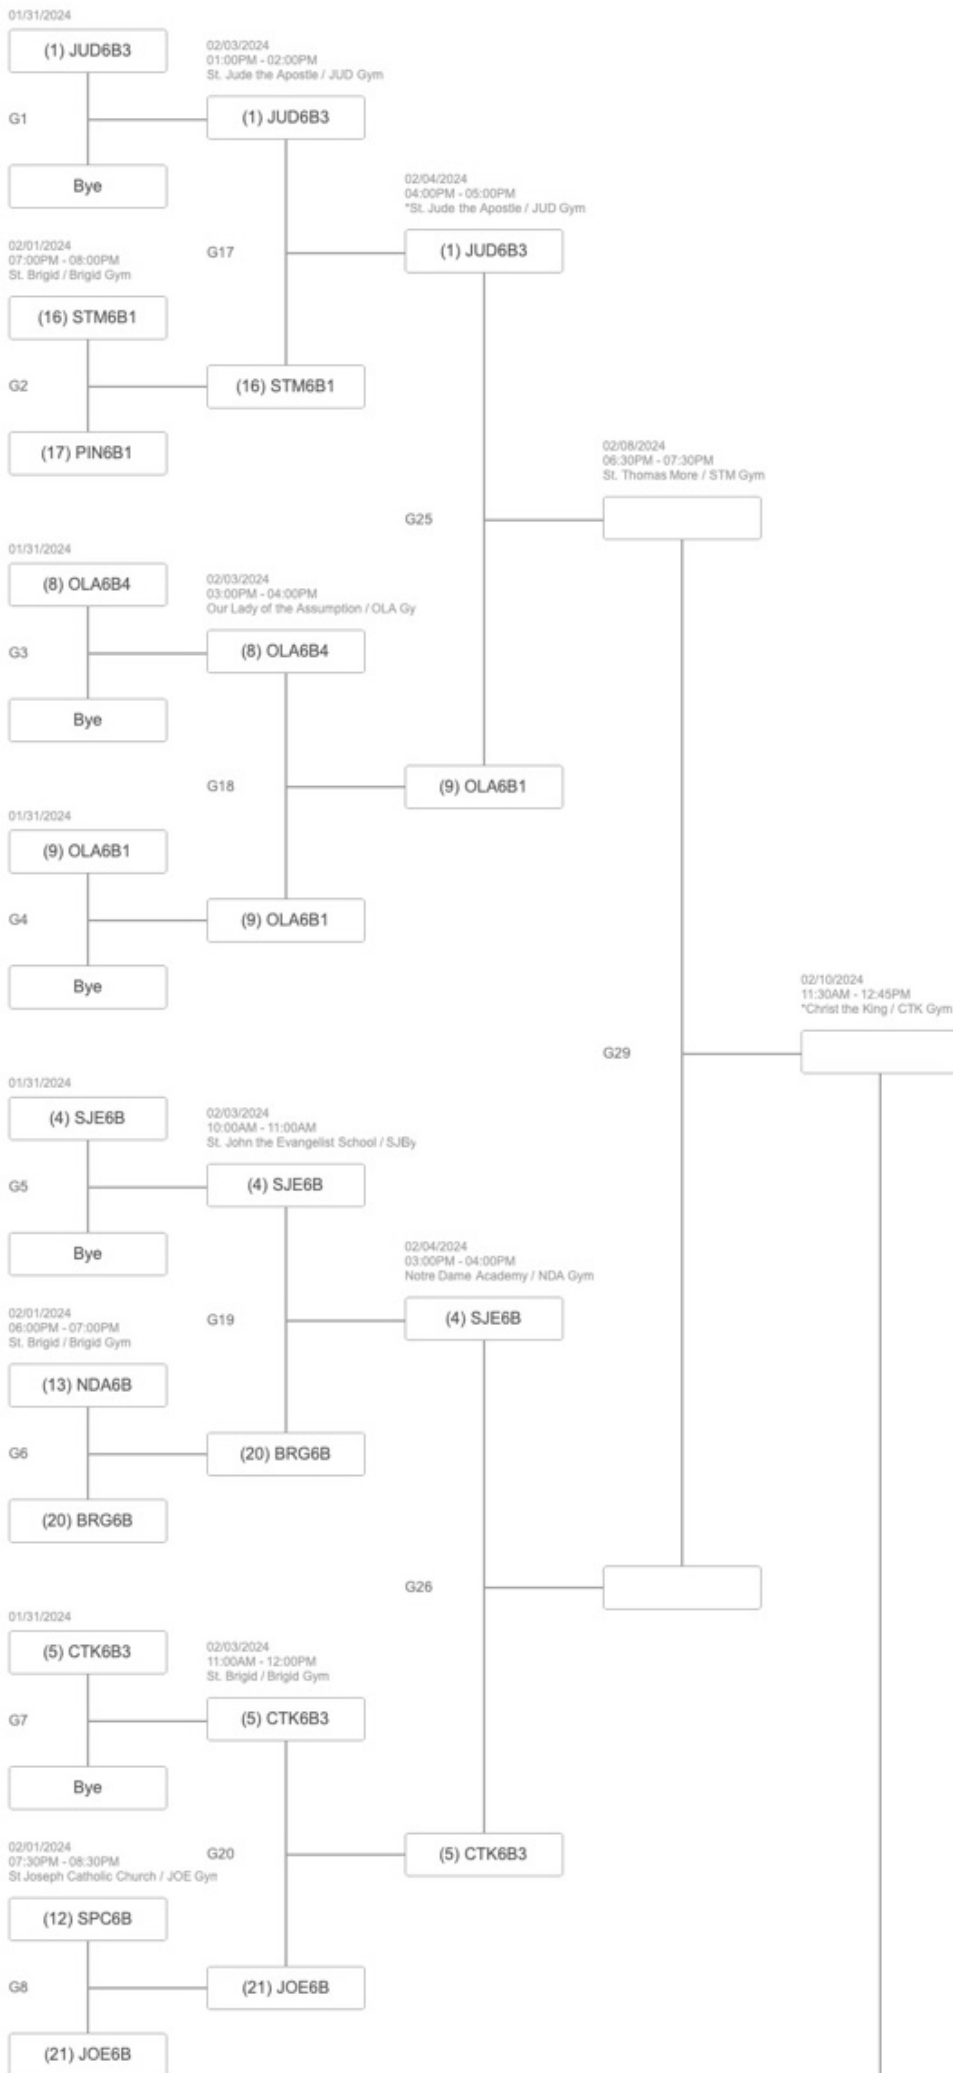 01/31/2024
(1) JUD6B3
G1
Bye
02/01/2024
07:00PM - 08:00PM
St. Brigid / Brigid Gym
(16) STM6B1
G2
(17) PIN6B1
01/31/2024
(8) OLA6B4
G3
Bye
01/31/2024
(9) OLA6B1
G4
Bye
01/31/2024
(4) SJE6B
G5
Bye
02/01/2024
06:00PM - 07:00PM
St. Brigid / Brigid Gym
(13) NDA6B
G6
(20) BRG6B
01/31/2024
(5) CTK6B3
G7
Bye
02/01/2024
07:30PM - 08:30PM
St Joseph Catholic Church / JOE Gym
(12) SPC6B
G8
(21) JOE6B
02/03/2024
01:00PM - 02:00PM
St. Jude the Apostle / JUD Gym
(1) JUD6B3
G17
(16) STM6B1
02/03/2024
03:00PM - 04:00PM
Our Lady of the Assumption / OLA Gy
(8) OLA6B4
G18
(9) OLA6B1
02/03/2024
10:00AM - 11:00AM
St. John the Evangelist School / SJBy
(4) SJE6B
G19
(20) BRG6B
02/03/2024
11:00AM - 12:00PM
St. Brigid / Brigid Gym
(5) CTK6B3
G20
(21) JOE6B
02/04/2024
04:00PM - 05:00PM
*St. Jude the Apostle / JUD Gym
(1) JUD6B3
G25
(9) OLA6B1
02/04/2024
03:00PM - 04:00PM
Notre Dame Academy / NDA Gym
(4) SJE6B
G26
(5) CTK6B3
02/08/2024
06:30PM - 07:30PM
St. Thomas More / STM Gym
G29
02/10/2024
11:30AM - 12:45PM
*Christ the King / CTK Gym